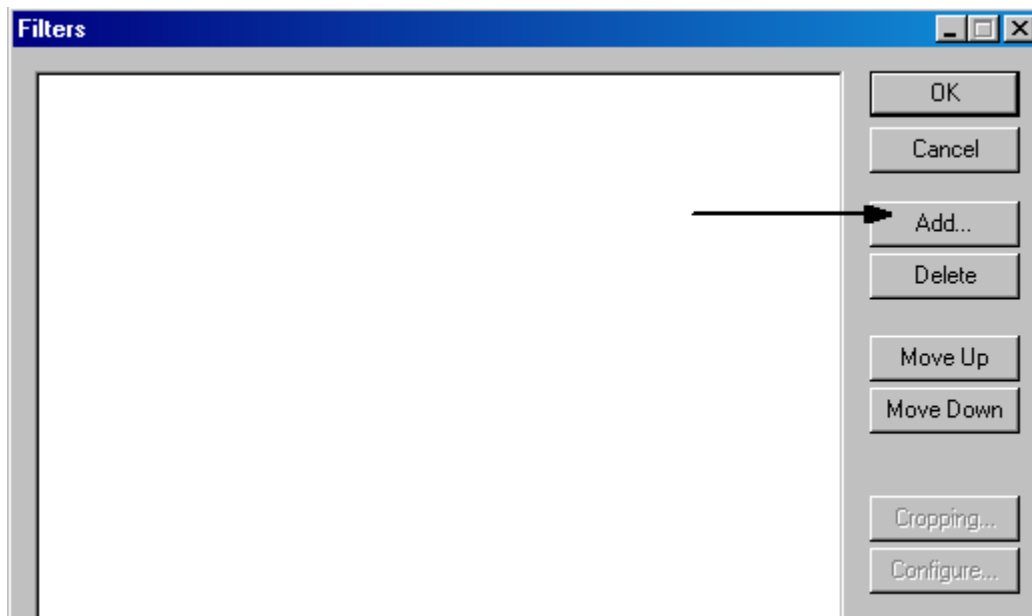 Filters
OK
Cancel
Add...
Delete
Move Up
Move Down
Cropping...
Configure...